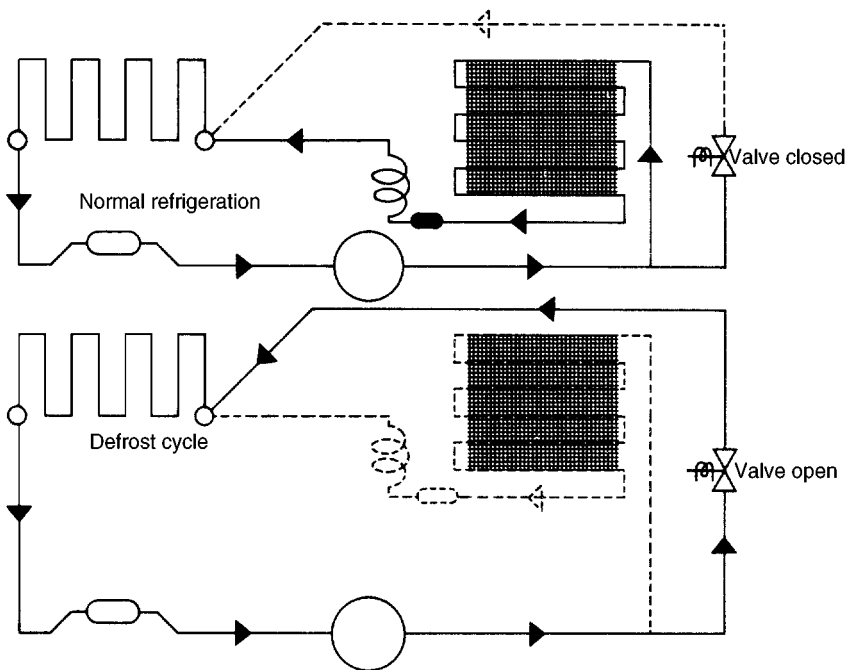 Valve closed
Normal refrigeration
Defrost cycle
Valve open